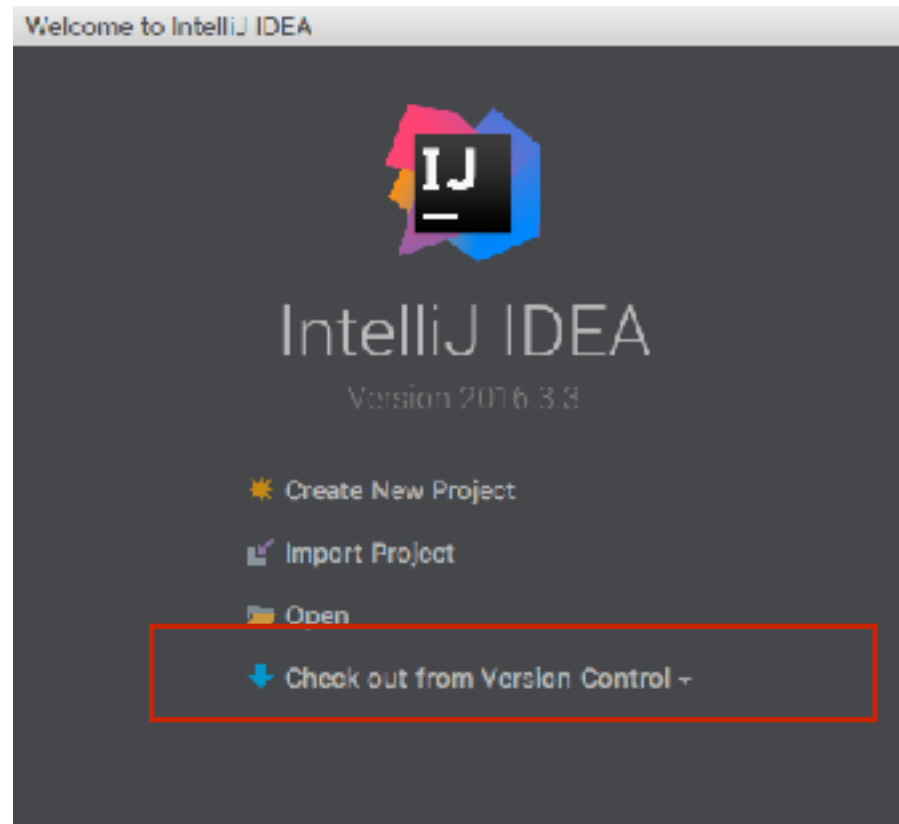 Welcome to IntelliJ IDEA
IJ
IntelliJ IDEA
Version 2016.3.3
Create New Project
Import Project
Open
Check out from Version Control